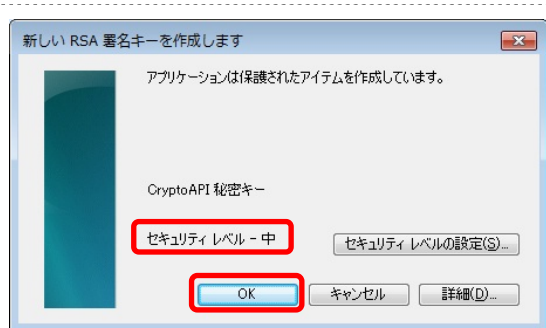 新しい RSA 署名キーを作成します
アプリケーションは保護されたアイテムを作成しています。
CryptoAPI 秘密キー
セキュリティ レベル - 中
セキュリティ レベルの設定(S)...
OK
キャンセル
詳細(D)...